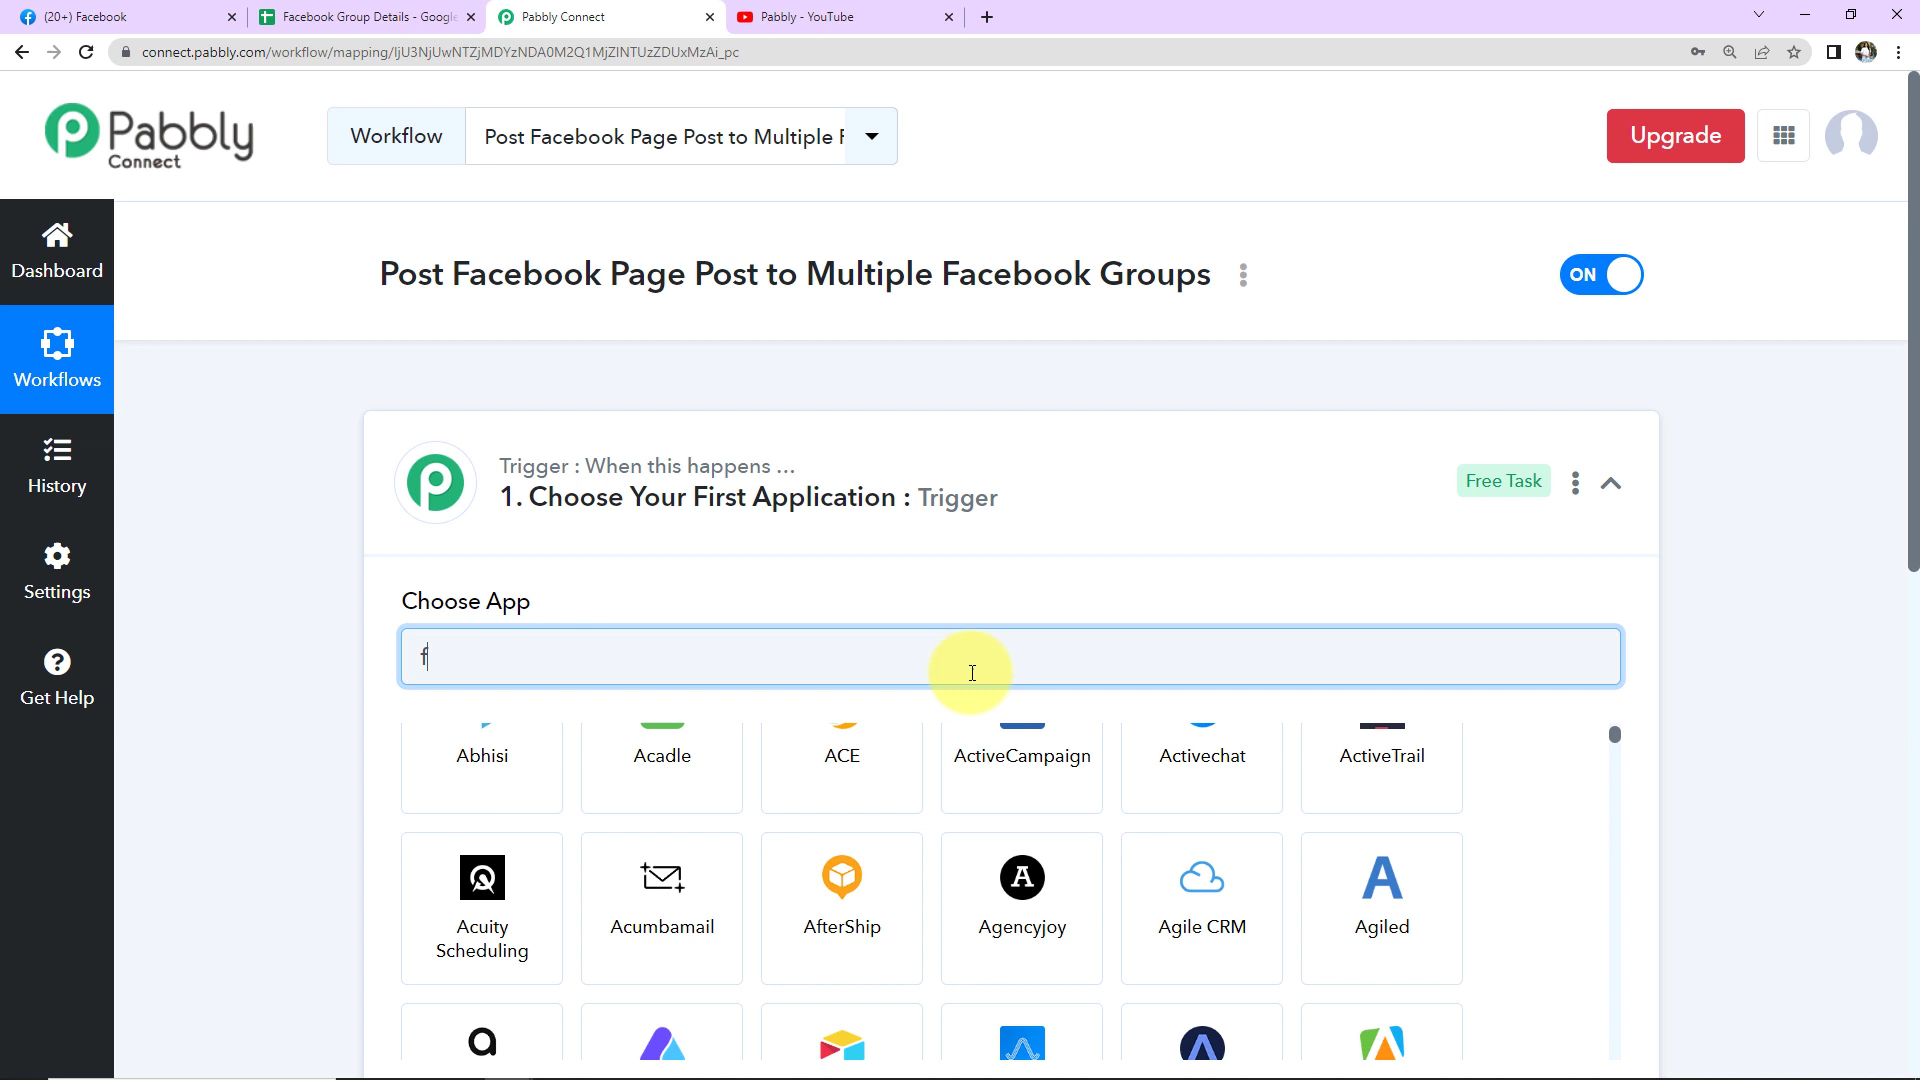 (20+) Facebook
Facebook Group Details - Google
Pabbly Connect
Pabbly - YouTube
connect.pabbly.com/workflow/mapping/IjU3NjUwNTZjMDYzNDA0M2Q1MjZlNTUzZDUxMzAi_pc
Pabbly
Connect
Workflow
Post Facebook Page Post to Multiple F
Upgrade
Dashboard
Workflows
History
Settings
Get Help
Post Facebook Page Post to Multiple Facebook Groups
ON
Trigger : When this happens ...
1. Choose Your First Application : Trigger
Free Task
Choose App
f
Abhisi
Acadle
ACE
ActiveCampaign
Activechat
ActiveTrail
Acuity
Scheduling
Acumbamail
AfterShip
Agencyjoy
Agile CRM
Agiled